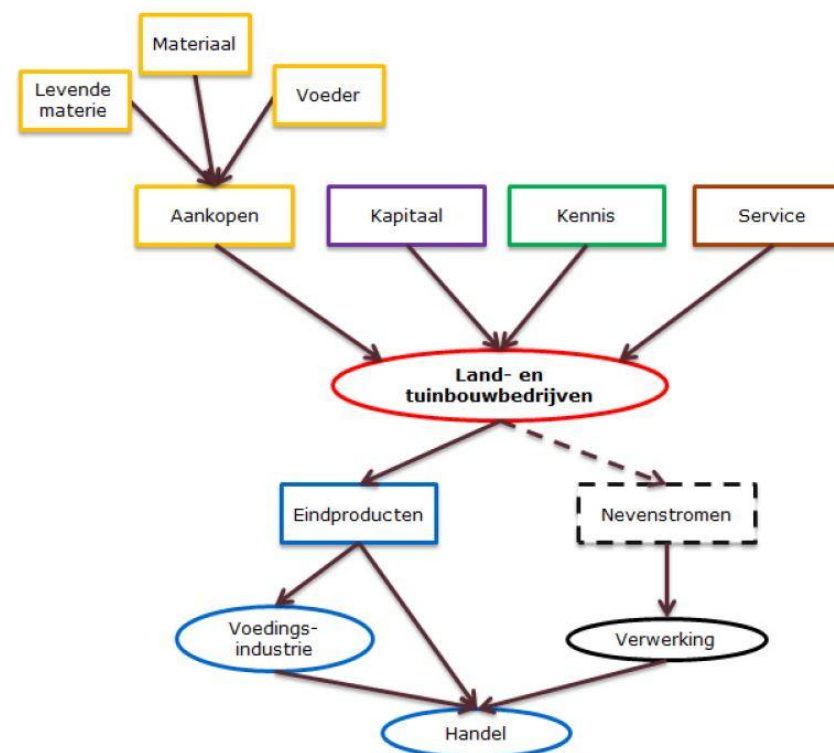 Materiaal
Levende
materie
Voeder
Aankopen
Kapitaal
Kennis
Service
Land- en
tuinbouwbedrijven
Eindproducten
Nevenstromen
Voedings-
industrie
Verwerking
Handel